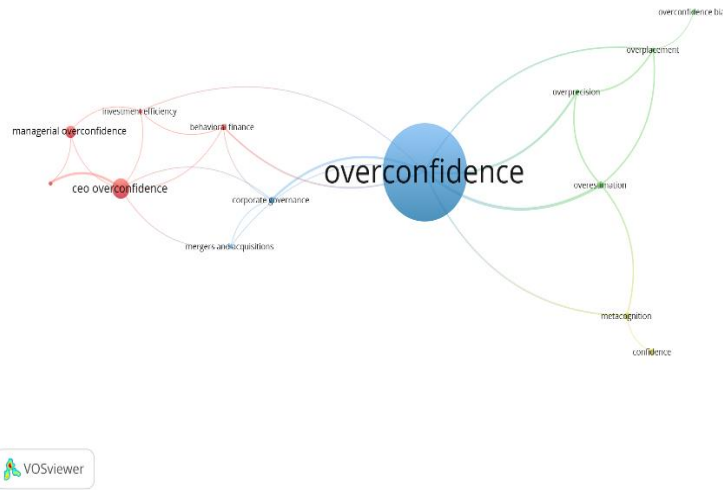 overconfidence bia
overplacement
overprecision
investment efficiency
managerial overconfidence
behavioral finance
overconfidence
ceo overconfidence
overestimation
corporate governance
mergers and acquisitions
metacognition
confidence
VOSviewer